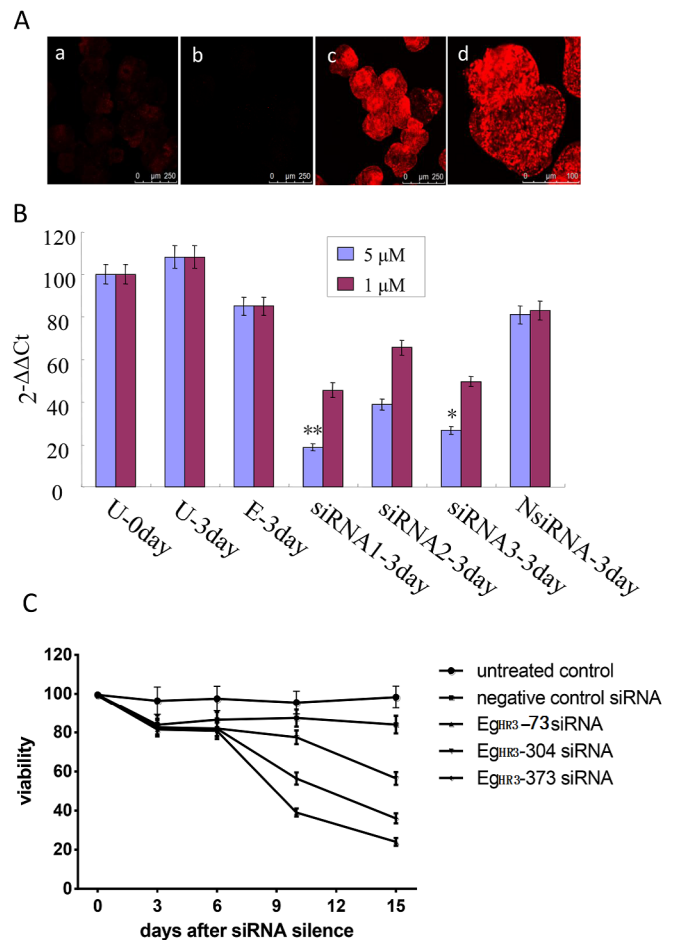 A
a
b
c
d
0 µm 250
0 µm 250
0 µm 250
0 µm 100
B
120
100
80
60
40
20
0
2-ΔΔCt
5 µM
1 µM
**
*
U-0day
U-3day
E-3day
siRNA1-3day
siRNA2-3day
siRNA3-3day
NsiRNA-3day
C
120
100
80
60
40
20
0
viability
0
3
6
9
12
15
days after siRNA silence
untreated control
negative control siRNA
EgHR3-73siRNA
EgHR3-304 siRNA
EgHR3-373 siRNA